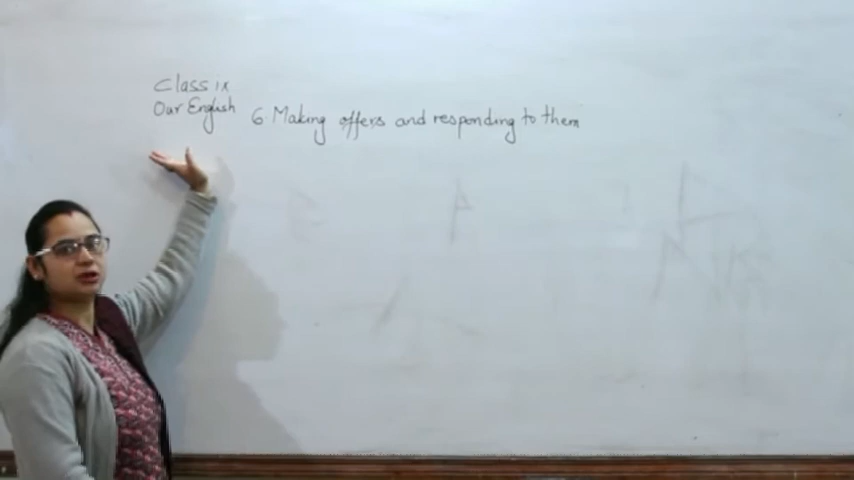 Class ix
Our English
6. Making offers and responding to them